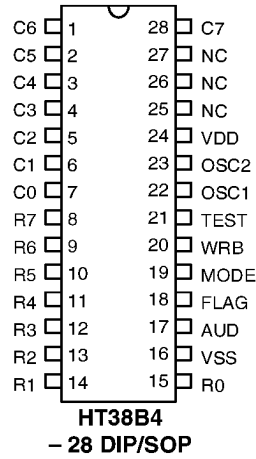 C6 1 28 C7
C5 2 27 NC
C4 3 26 NC
C3 4 25 NC
C2 5 24 VDD
C1 6 23 OSC2
C0 7 22 OSC1
R7 8 21 TEST
R6 9 20 WRB
R5 10 19 MODE
R4 11 18 FLAG
R3 12 17 AUD
R2 13 16 VSS
R1 14 15 R0
HT38B4
– 28 DIP/SOP